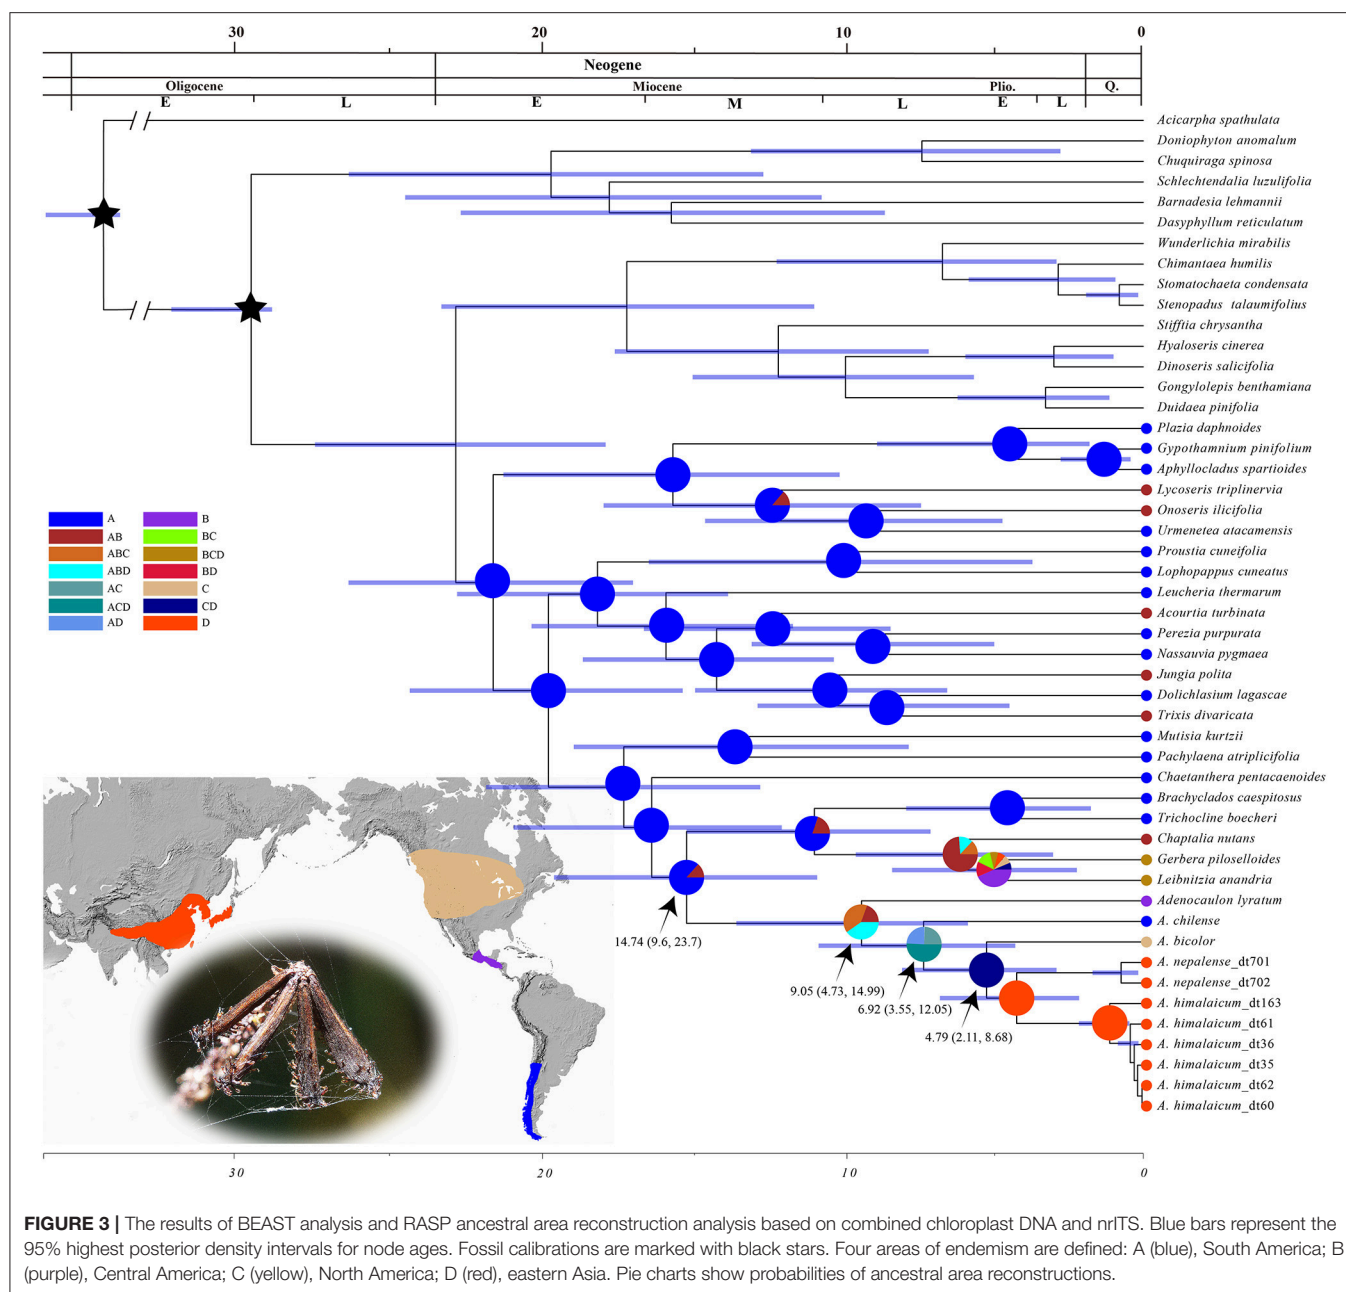 30 20 10 0
Neogene
Oligocene Miocene Plio. Q.
E L E M L E L
Acicarpha spathulata
Doniophyton anomalum
Chuquiraga spinosa
Schlechtendalia luzulifolia
Barnadesia lehmannii
Dasyphyllum reticulatum
Wunderlichia mirabilis
Chimantaea humilis
Stomatochaeta condensata
Stenopadus talaumifolius
Stifftia chrysantha
Hyaloseris cinerea
Dinoseris salicifolia
Gongylolepis benthamiana
Duidaea pinifolia
Plazia daphnoides
Gypothamnium pinifolium
Aphyllocladus spartioides
Lycoseris triplinervia
Onoseris ilicifolia
Urmenetea atacamensis
Proustia cuneifolia
Lophopappus cuneatus
Leucheria thermarum
Acourtia turbinata
Perezia purpurata
Nassauvia pygmaea
Jungia polita
Dolichlasium lagascae
Trixis divaricata
Mutisia kurtzii
Pachylaena atriplicifolia
Chaetanthera pentacaenoides
Brachyclados caespitosus
Trichocline boecheri
Chaptalia nutans
Gerbera piloselloides
Leibnitzia anandria
Adenocaulon lyratum
A. chilense
A. bicolor
A. nepalense_dt701
A. nepalense_dt702
A. himalaicum_dt163
A. himalaicum_dt61
A. himalaicum_dt36
A. himalaicum_dt35
A. himalaicum_dt62
A. himalaicum_dt60
A B
AB BC
ABC BCD
ABD BD
AC C
ACD CD
AD D
14.74 (9.6, 23.7)
9.05 (4.73, 14.99)
6.92 (3.55, 12.05)
4.79 (2.11, 8.68)
30 20 10 0
FIGURE 3 | The results of BEAST analysis and RASP ancestral area reconstruction analysis based on combined chloroplast DNA and nrITS. Blue bars represent the
95% highest posterior density intervals for node ages. Fossil calibrations are marked with black stars. Four areas of endemism are defined: A (blue), South America; B
(purple), Central America; C (yellow), North America; D (red), eastern Asia. Pie charts show probabilities of ancestral area reconstructions.